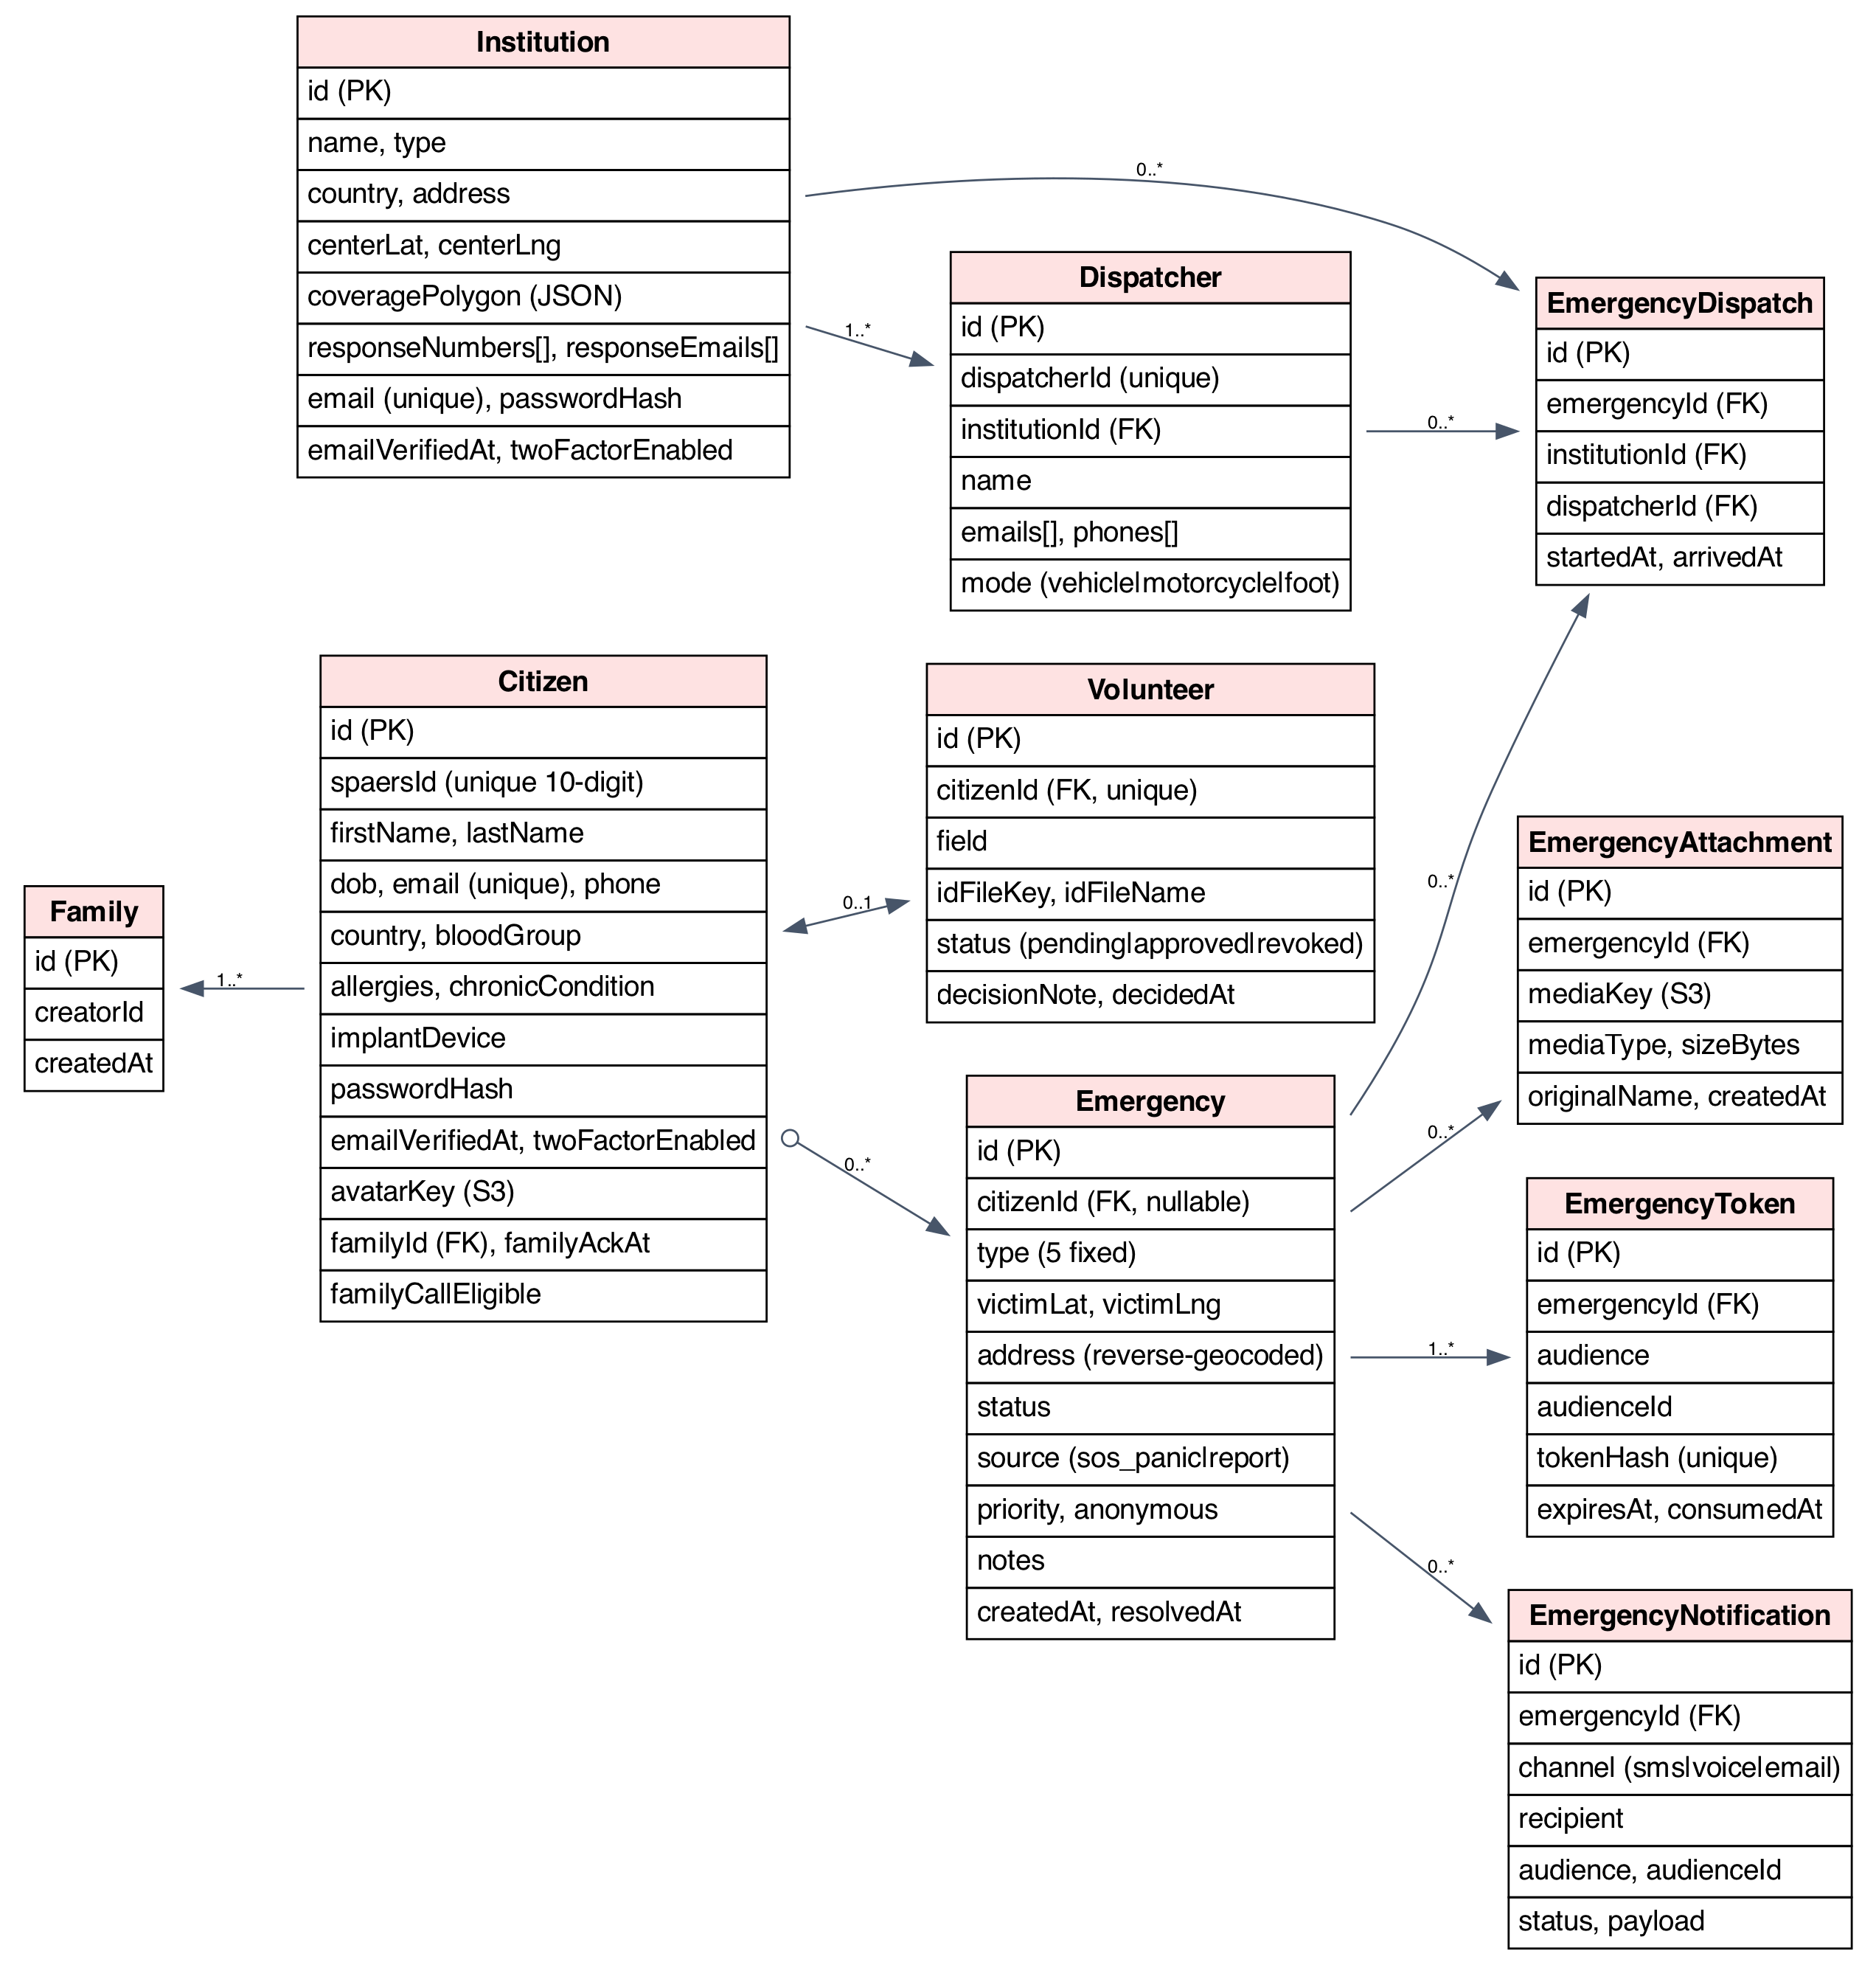 Institution
id (PK)
name, type
country, address
centerLat, centerLng
coveragePolygon (JSON)
responseNumbers[], responseEmails[]
email (unique), passwordHash
emailVerifiedAt, twoFactorEnabled
0..*
1..*
Dispatcher
id (PK)
dispatcherId (unique)
institutionId (FK)
name
emails[], phones[]
mode (vehicle|motorcycle|foot)
0..*
EmergencyDispatch
id (PK)
emergencyId (FK)
institutionId (FK)
dispatcherId (FK)
startedAt, arrivedAt
Family
id (PK)
creatorId
createdAt
1..*
Citizen
id (PK)
spaersId (unique 10-digit)
firstName, lastName
dob, email (unique), phone
country, bloodGroup
allergies, chronicCondition
implantDevice
passwordHash
emailVerifiedAt, twoFactorEnabled
avatarKey (S3)
familyId (FK), familyAckAt
familyCallEligible
0..1
0..*
Volunteer
id (PK)
citizenId (FK, unique)
field
idFileKey, idFileName
status (pending|approved|revoked)
decisionNote, decidedAt
Emergency
id (PK)
citizenId (FK, nullable)
type (5 fixed)
victimLat, victimLng
address (reverse-geocoded)
status
source (sos_panic|report)
priority, anonymous
notes
createdAt, resolvedAt
0..*
0..*
1..*
0..*
EmergencyAttachment
id (PK)
emergencyId (FK)
mediaKey (S3)
mediaType, sizeBytes
originalName, createdAt
EmergencyToken
id (PK)
emergencyId (FK)
audience
audienceId
tokenHash (unique)
expiresAt, consumedAt
EmergencyNotification
id (PK)
emergencyId (FK)
channel (sms|voice|email)
recipient
audience, audienceId
status, payload